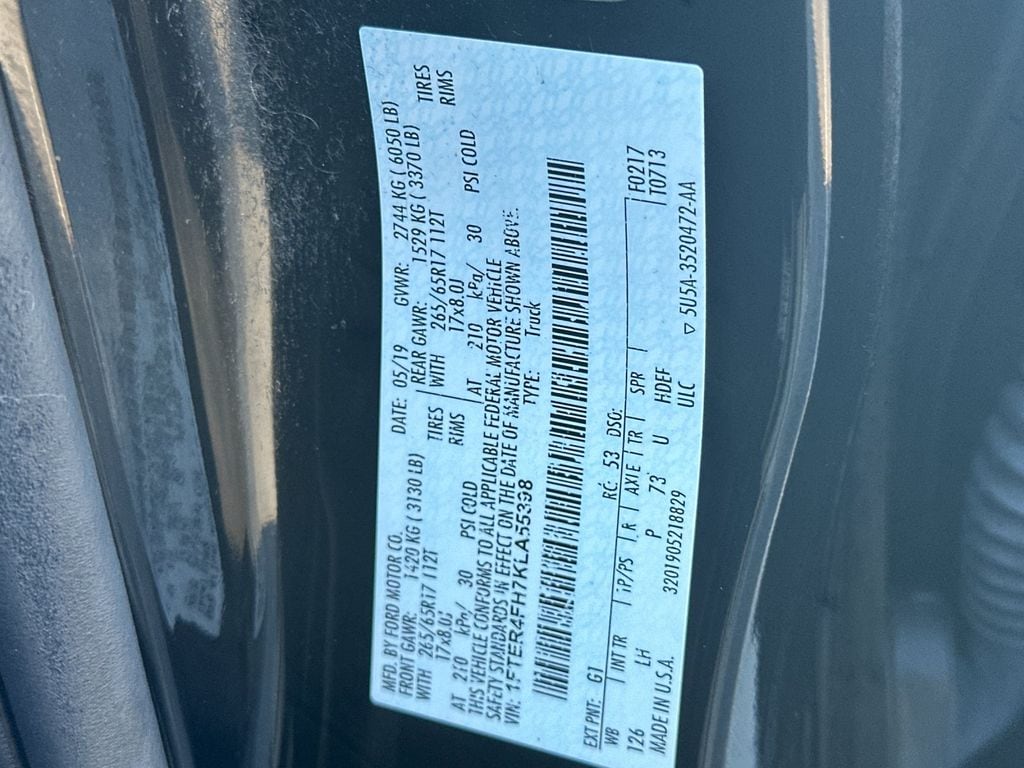 MFD. BY FORD MOTOR CO. DATE: 05/19 GVWR: 2744 KG ( 6050 LB)
FRONT GAWR: 1420 KG ( 3130 LB) REAR GAWR: 1529 KG ( 3370 LB)
WITH 265/65R17 112T TIRES WITH 265/65R17 112T TIRES
17x8.0J RIMS 17x8.0J RIMS
AT 210 kPa/ 30 PSI COLD AT 210 kPa/ 30 PSI COLD
THIS VEHICLE CONFORMS TO ALL APPLICABLE FEDERAL MOTOR VEHICLE
SAFETY STANDARDS IN EFFECT ON THE DATE OF MANUFACTURE SHOWN ABOVE.
VIN: 1FTER4FH7KLA55398 TYPE: Truck
EXT PNT: G1 RC: 53 DSO: F0217
WB INT TR TP/PS R AXLE TR SPR T0713
126 LH P 73 U HDEF
MADE IN U.S.A. 3201905218829 ULC ▽ 5U5A-3520472-AA